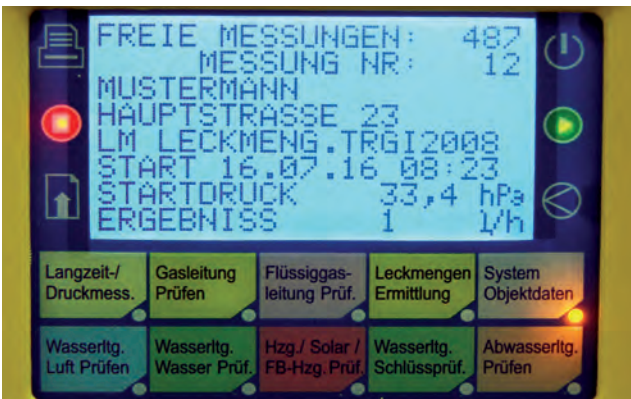 FREIE MESSUNGEN: 487
MESSUNG NR: 12
MUSTERMANN
HAUPTSTRASSE 23
LM LECKMENG.TRGI2008
START 16.07.16 08:23
STARTDRUCK 33,4 hPa
ERGEBNISS 1 l/h
Langzeit-/
Druckmess.
Gasleitung
Prüfen
Flüssiggas-
leitung Prüf.
Leckmengen
Ermittlung
System
Objektdaten
Wasserltg.
Luft Prüfen
Wasserltg.
Wasser Prüf.
Hzg./ Solar /
FB-Hzg.Prüf.
Wasserltg.
Schlüssprüf.
Abwasserltg.
Prüfen